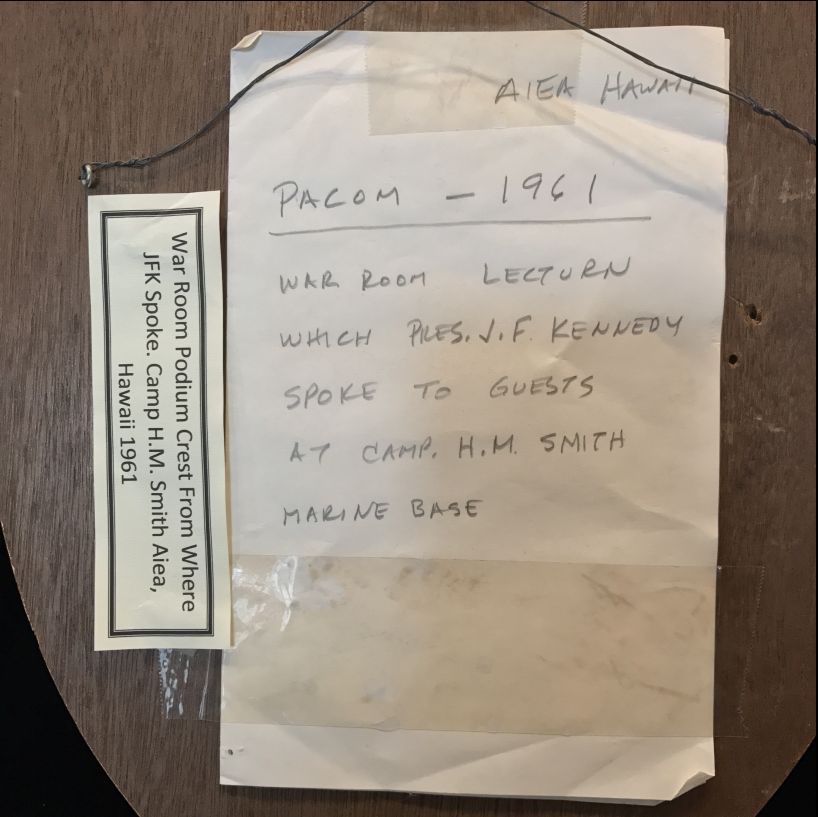 AIEA HAWAII
PACOM – 1961
WAR ROOM LECTURN
WHICH PRES. J. F. KENNEDY
SPOKE TO GUESTS
AT CAMP. H.M. SMITH
MARINE BASE
War Room Podium Crest From Where
JFK Spoke. Camp H.M. Smith Aiea,
Hawaii 1961